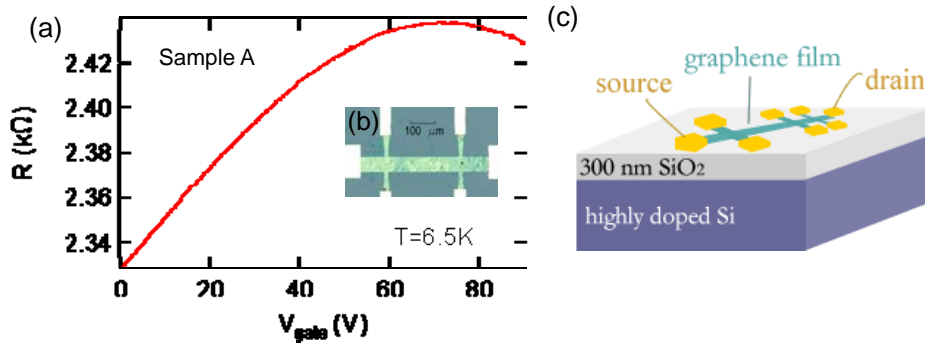 (a)
Sample A
2.42
2.40
2.38
2.36
2.34
R (kΩ)
(b)
100 μm
T=6.5K
0
20
40
60
80
V_gate (V)
(c)
graphene film
source
drain
300 nm SiO₂
highly doped Si